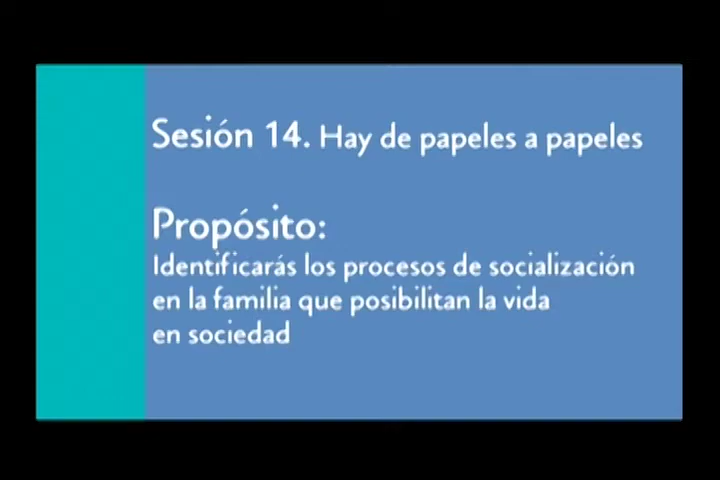 Sesión 14. Hay de papeles a papeles
Propósito:
Identificarás los procesos de socialización
en la familia que posibilitan la vida
en sociedad